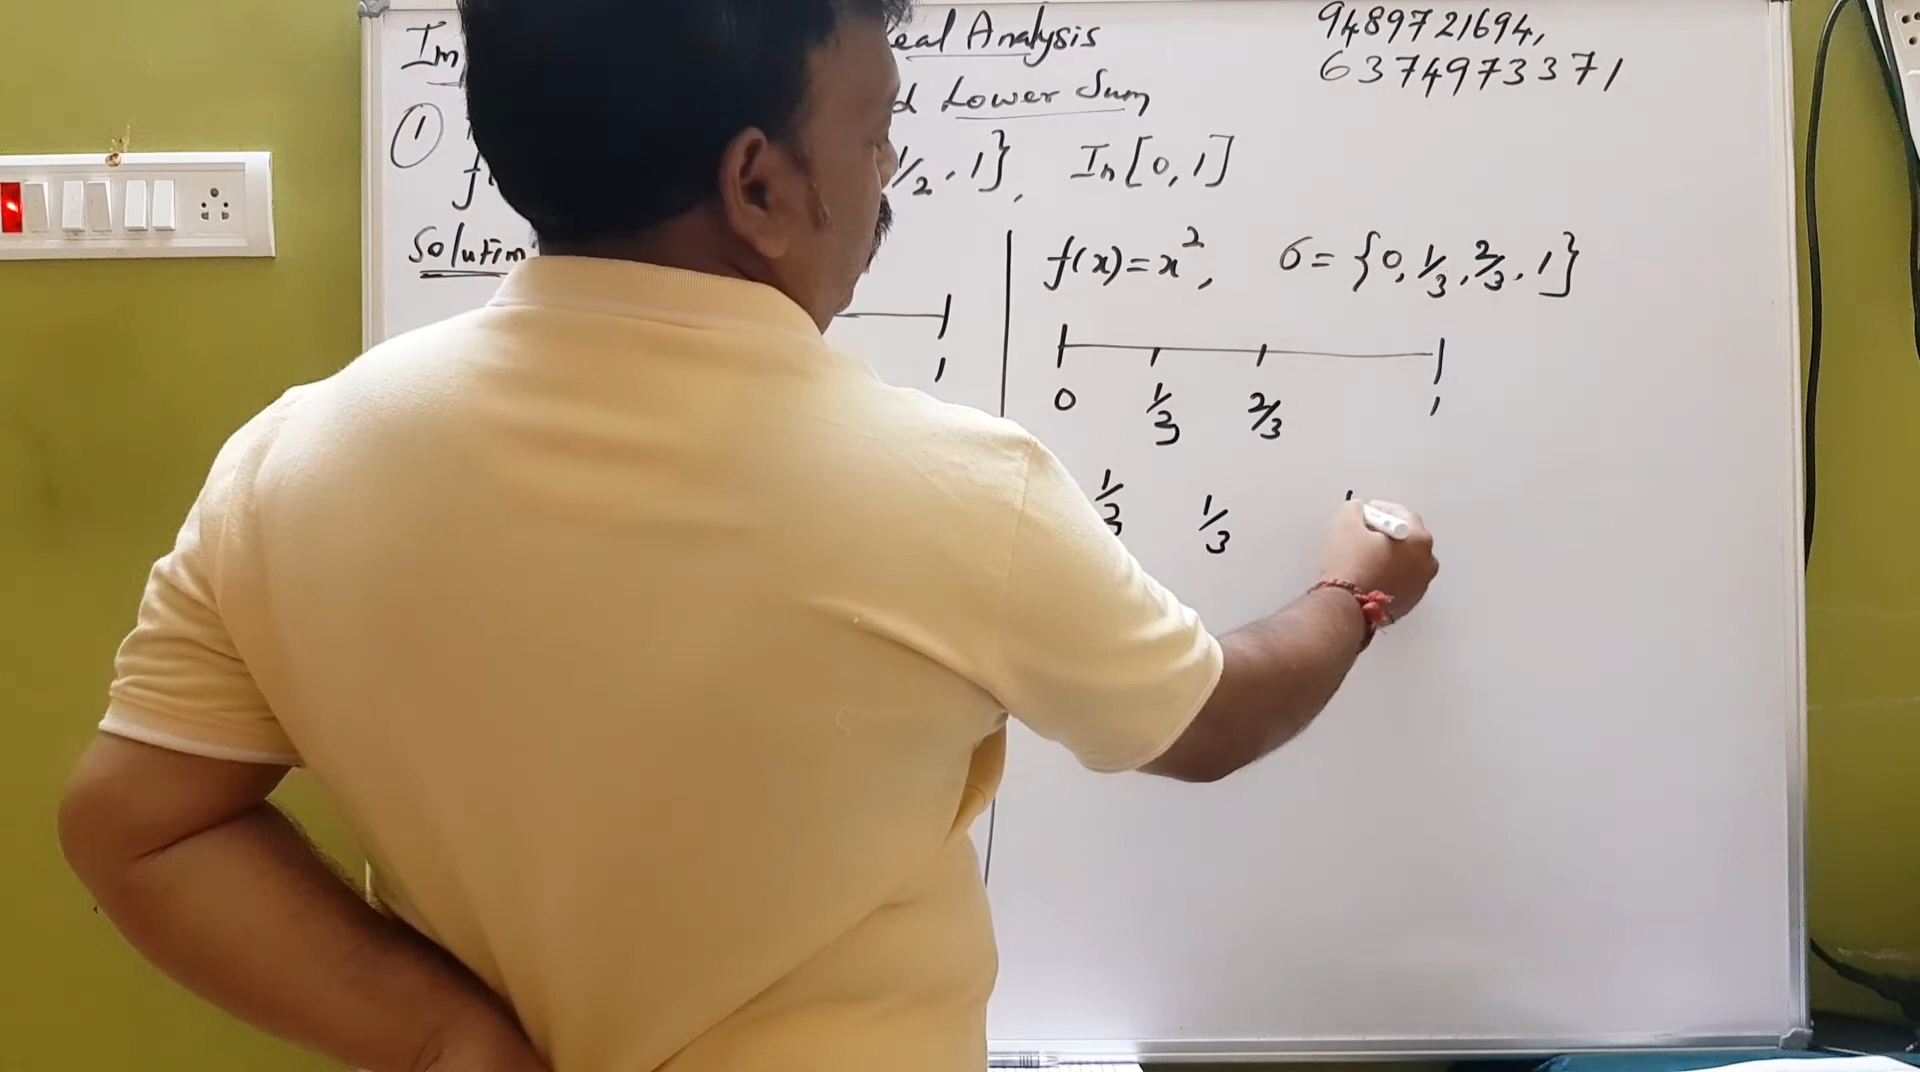 Im eal Analysis 9489721694,
6374973371
d Lower Sum
① f 1/2, 1}, In [0, 1]
Solution
f(x) = x², σ = {0, 1/3, 2/3, 1}
1
0 1/3 2/3 1
1/3 1/3